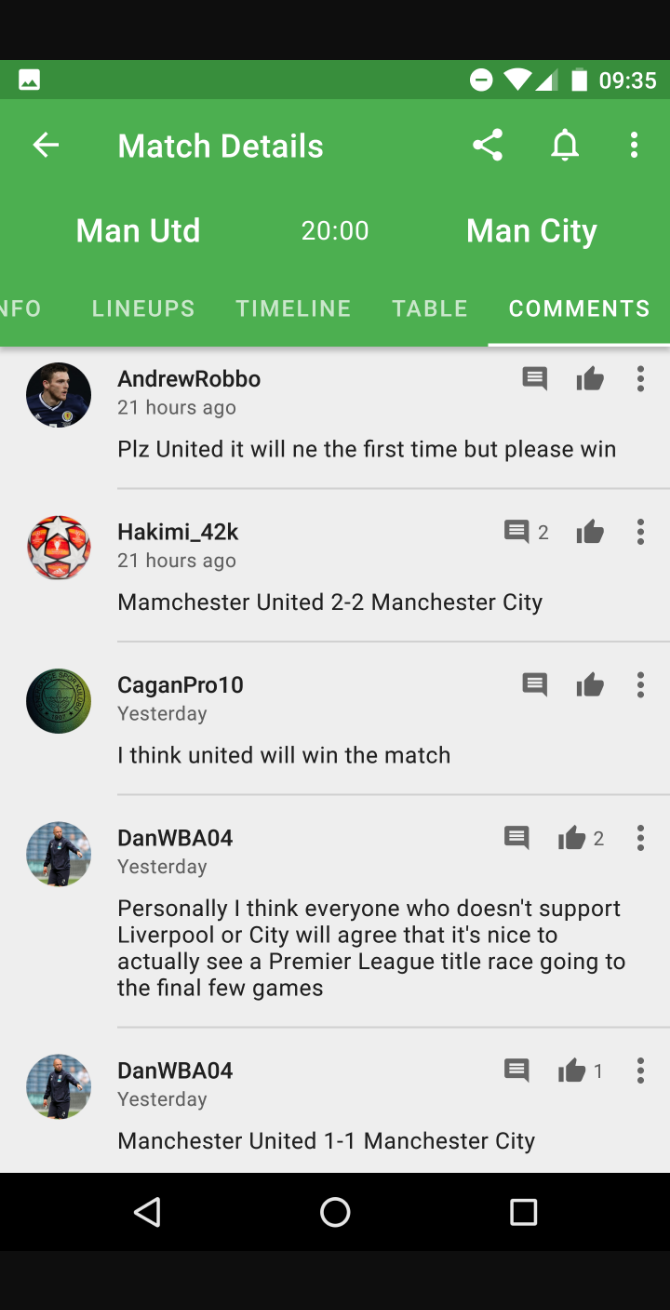 09:35
Match Details
Man Utd 20:00 Man City
NFO LINEUPS TIMELINE TABLE COMMENTS
AndrewRobbo
21 hours ago
Plz United it will ne the first time but please win
Hakimi_42k 2
21 hours ago
Mamchester United 2-2 Manchester City
CaganPro10
Yesterday
I think united will win the match
DanWBA04 2
Yesterday
Personally I think everyone who doesn't support
Liverpool or City will agree that it's nice to
actually see a Premier League title race going to
the final few games
DanWBA04 1
Yesterday
Manchester United 1-1 Manchester City